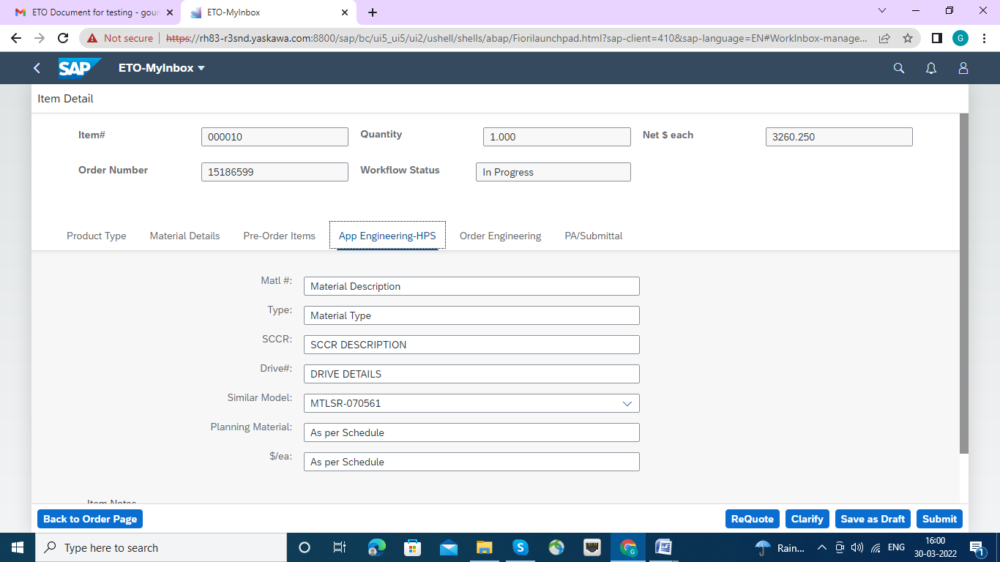 ETO Document for testing - gour
ETO-MyInbox
Not secure
https://rh83-r3snd.yaskawa.com:8800/sap/bc/ui5_ui5/ui2/ushell/shells/abap/Fiorilaunchpad.html?sap-client=410&sap-language=EN#WorkInbox-manage...
G
SAP
ETO-MyInbox
Item Detail
Item# 000010 Quantity 1.000 Net $ each 3260.250
Order Number 15186599 Workflow Status In Progress
Product Type Material Details Pre-Order Items App Engineering-HPS Order Engineering PA/Submittal
Matl #: Material Description
Type: Material Type
SCCR: SCCR DESCRIPTION
Drive#: DRIVE DETAILS
Similar Model: MTLSR-070561
Planning Material: As per Schedule
$/ea: As per Schedule
Item Notes
Back to Order Page ReQuote Clarify Save as Draft Submit
Type here to search
Rain...
ENG
16:00
30-03-2022
1